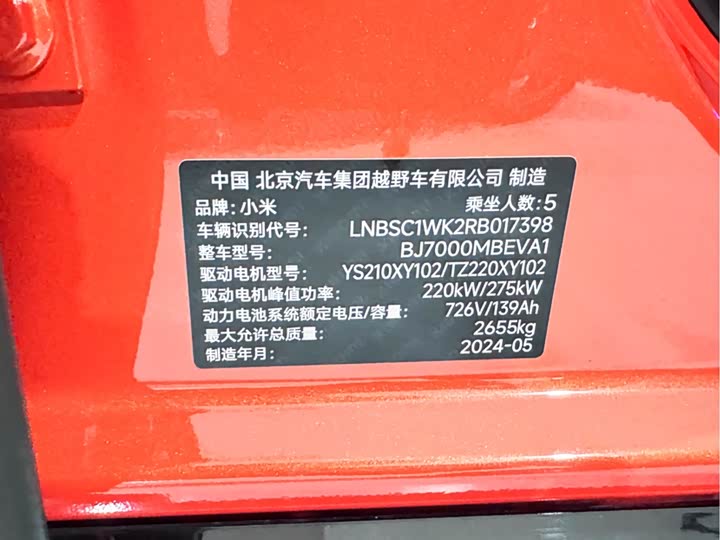 中国 北京汽车集团越野车有限公司 制造
品牌:小米 乘坐人数:5
车辆识别代号: LNBSC1WK2RB017398
整车型号: BJ7000MBEVA1
驱动电机型号: YS210XY102/TZ220XY102
驱动电机峰值功率: 220kW/275kW
动力电池系统额定电压/容量: 726V/139Ah
最大允许总质量: 2655kg
制造年月: 2024-05